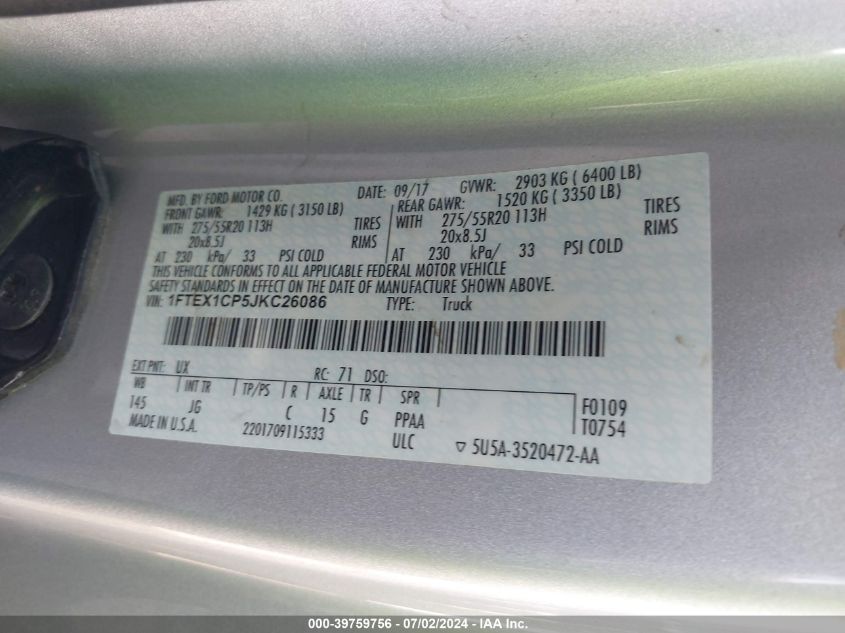 MFD. BY FORD MOTOR CO. DATE: 09/17 GVWR: 2903 KG ( 6400 LB)
FRONT GAWR: 1429 KG ( 3150 LB) REAR GAWR: 1520 KG ( 3350 LB)
WITH 275/55R20 113H TIRES WITH 275/55R20 113H TIRES
20x8.5J RIMS 20x8.5J RIMS
AT 230 kPa/ 33 PSI COLD AT 230 kPa/ 33 PSI COLD
THIS VEHICLE CONFORMS TO ALL APPLICABLE FEDERAL MOTOR VEHICLE
SAFETY STANDARDS IN EFFECT ON THE DATE OF MANUFACTURE SHOWN ABOVE.
VIN: 1FTEX1CP5JKC26086 TYPE: Truck
EXT PNT: UX RC: 71 DSO:
WB INT TR TP/PS R AXLE TR SPR
145 JG C 15 G PPAA F0109
T0754
MADE IN U.S.A. 2201709115333 ULC ▽ 5U5A-3520472-AA
000-39759756 - 07/02/2024 - IAA Inc.